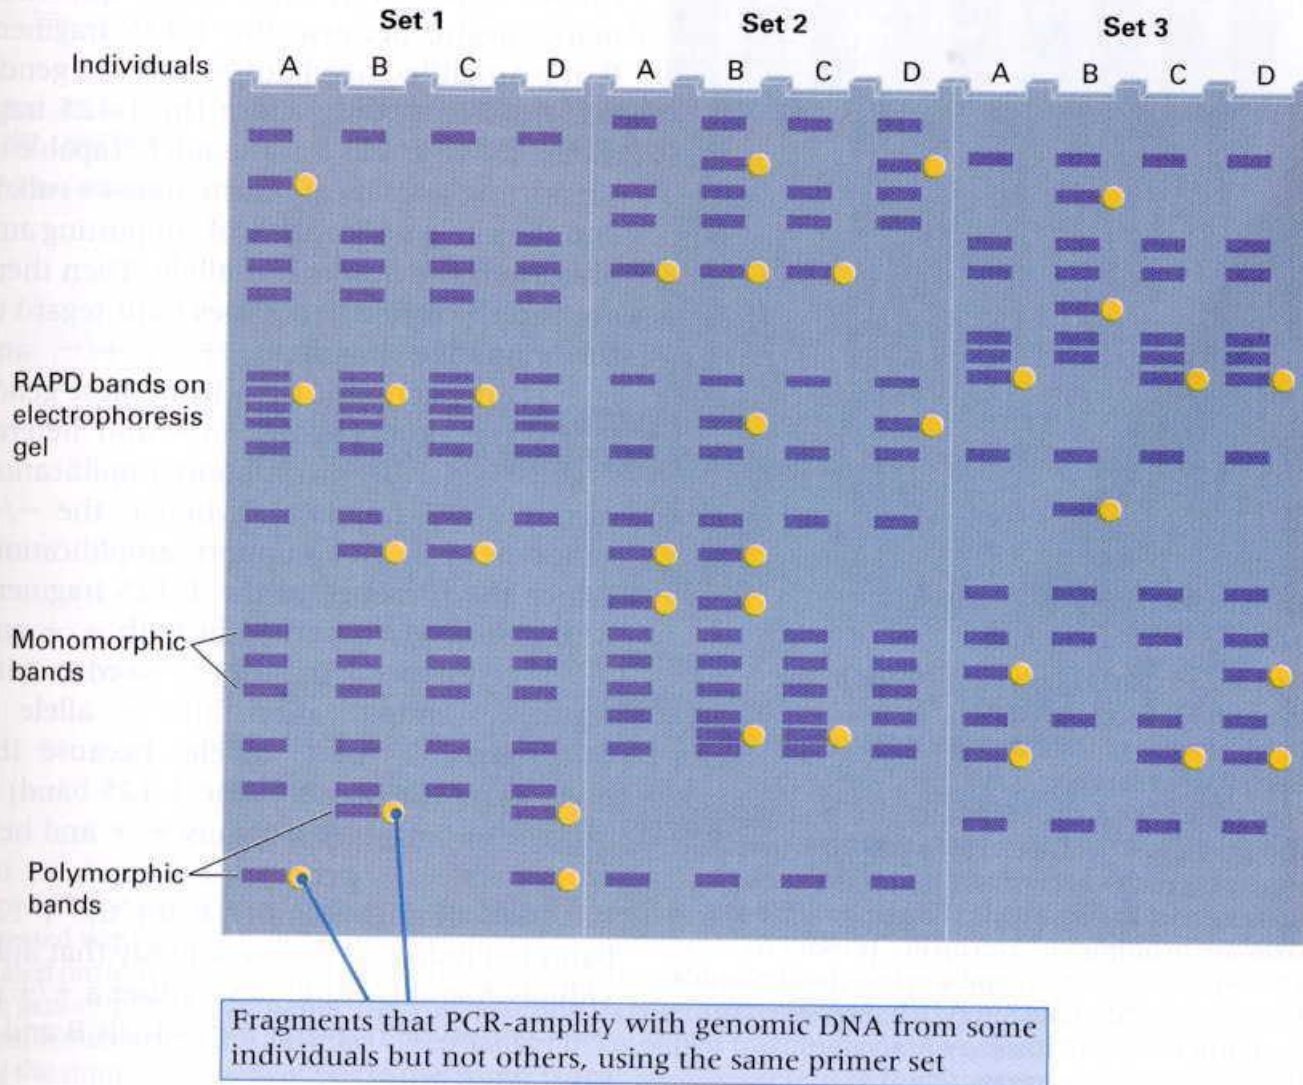 Set 1 Set 2 Set 3
Individuals A B C D A B C D A B C D
RAPD bands on
electrophoresis
gel
Monomorphic
bands
Polymorphic
bands
Fragments that PCR-amplify with genomic DNA from some
individuals but not others, using the same primer set